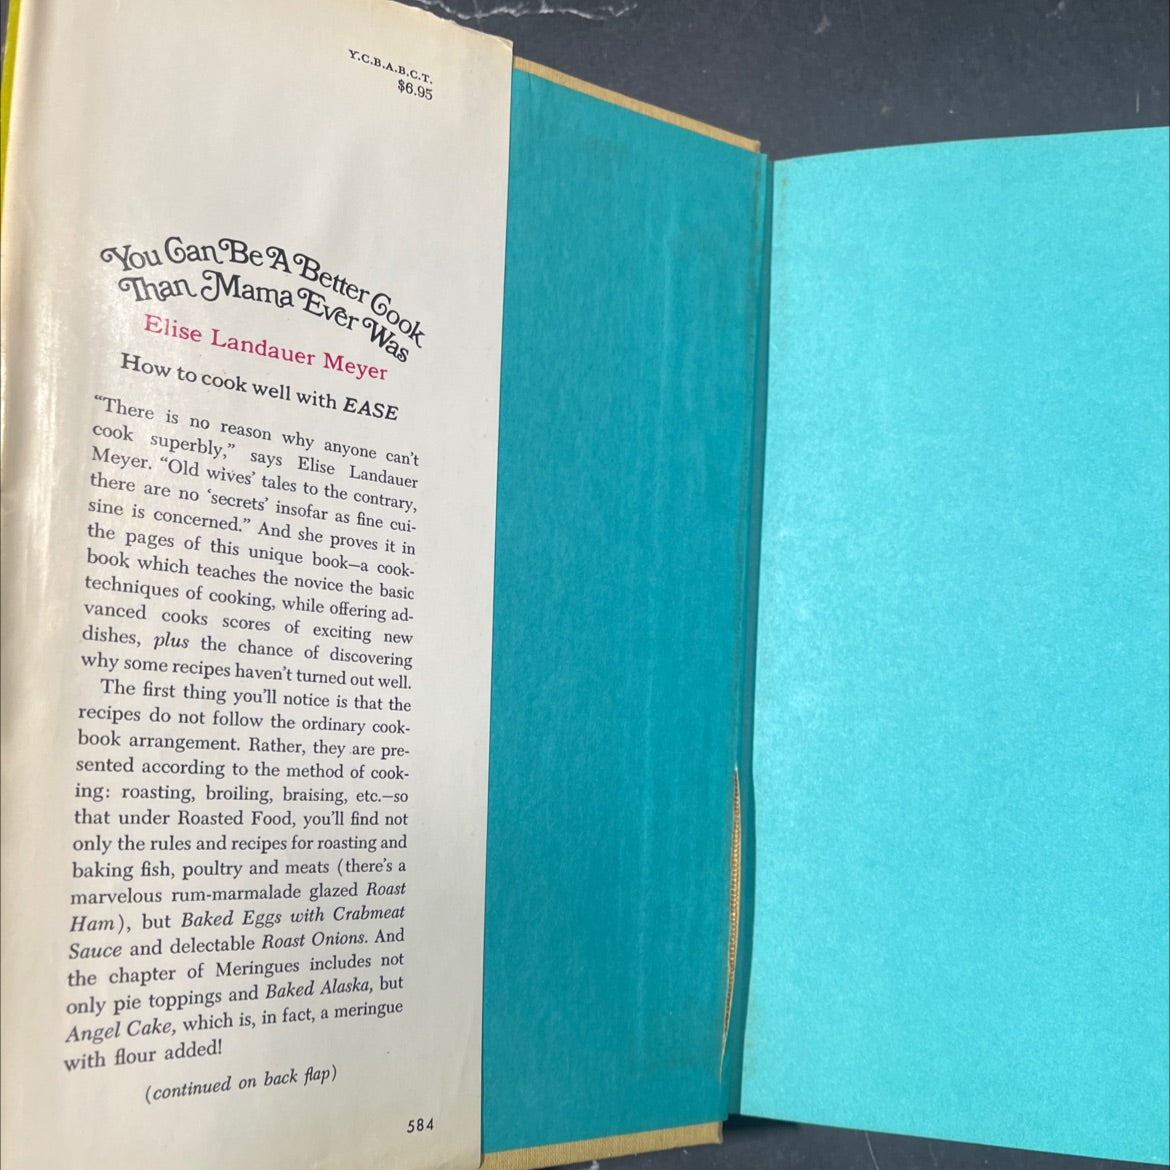 Y.C.B.A.B.C.T.
$6.95
You Can Be A Better Cook
Than Mama Ever Was
Elise Landauer Meyer
How to cook well with EASE
“There is no reason why anyone can’t
cook superbly,” says Elise Landauer
Meyer. “Old wives’ tales to the contrary,
there are no ‘secrets’ insofar as fine cui-
sine is concerned.” And she proves it in
the pages of this unique book—a cook-
book which teaches the novice the basic
techniques of cooking, while offering ad-
vanced cooks scores of exciting new
dishes, plus the chance of discovering
why some recipes haven’t turned out well.
The first thing you’ll notice is that the
recipes do not follow the ordinary cook-
book arrangement. Rather, they are pre-
sented according to the method of cook-
ing: roasting, broiling, braising, etc.—so
that under Roasted Food, you’ll find not
only the rules and recipes for roasting and
baking fish, poultry and meats (there’s a
marvelous rum-marmalade glazed Roast
Ham), but Baked Eggs with Crabmeat
Sauce and delectable Roast Onions. And
the chapter of Meringues includes not
only pie toppings and Baked Alaska, but
Angel Cake, which is, in fact, a meringue
with flour added!
(continued on back flap)
584